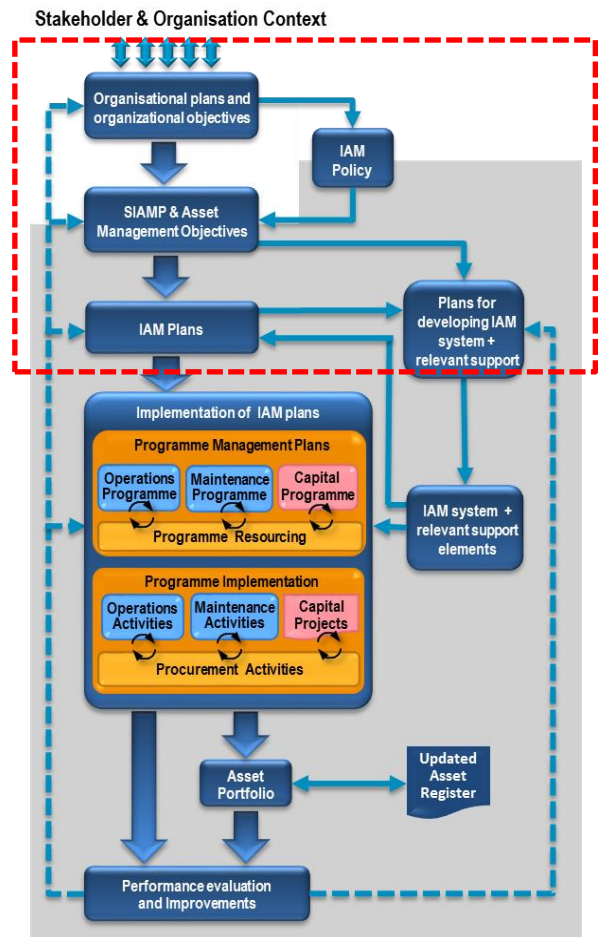 Stakeholder & Organisation Context
Organisational plans and
organizational objectives
IAM
Policy
SIAMP & Asset
Management Objectives
IAM Plans
Plans for
developing IAM
system +
relevant support
Implementation of IAM plans
Programme Management Plans
Operations
Programme
Maintenance
Programme
Capital
Programme
Programme Resourcing
IAM system +
relevant support
elements
Programme Implementation
Operations
Activities
Maintenance
Activities
Capital
Projects
Procurement Activities
Asset
Portfolio
Updated
Asset
Register
Performance evaluation
and Improvements